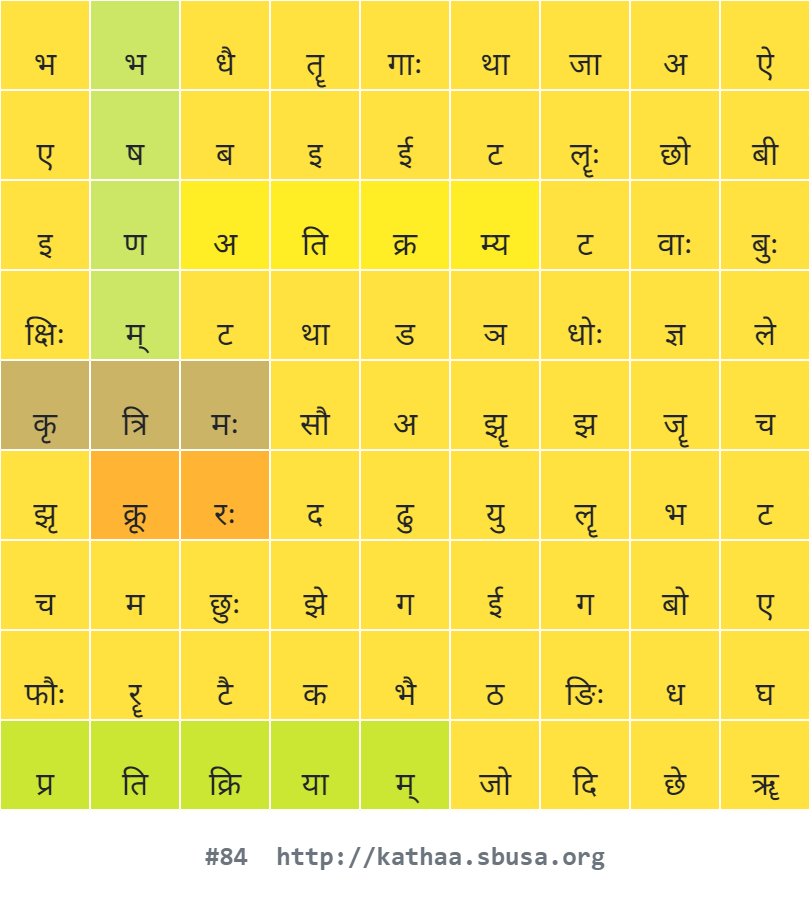 भ भ धै तॄ गाः था जा अ ऐ
ए ष ब इ ई ट लॄः छो बी
इ ण अ ति क्र म्य ट वाः बुः
क्षिः म् ट था ड ञ धोः ज्ञ ले
कृ त्रि मः सौ अ झॄ झ जॄ च
झृ क्रू रः द ढु यु लॄ भ ट
च म छुः झे ग ई ग बो ए
फौः रॄ टै क भै ठ ङिः ध घ
प्र ति क्रि या म् जो दि छे ॠ
#84 http://kathaa.sbusa.org